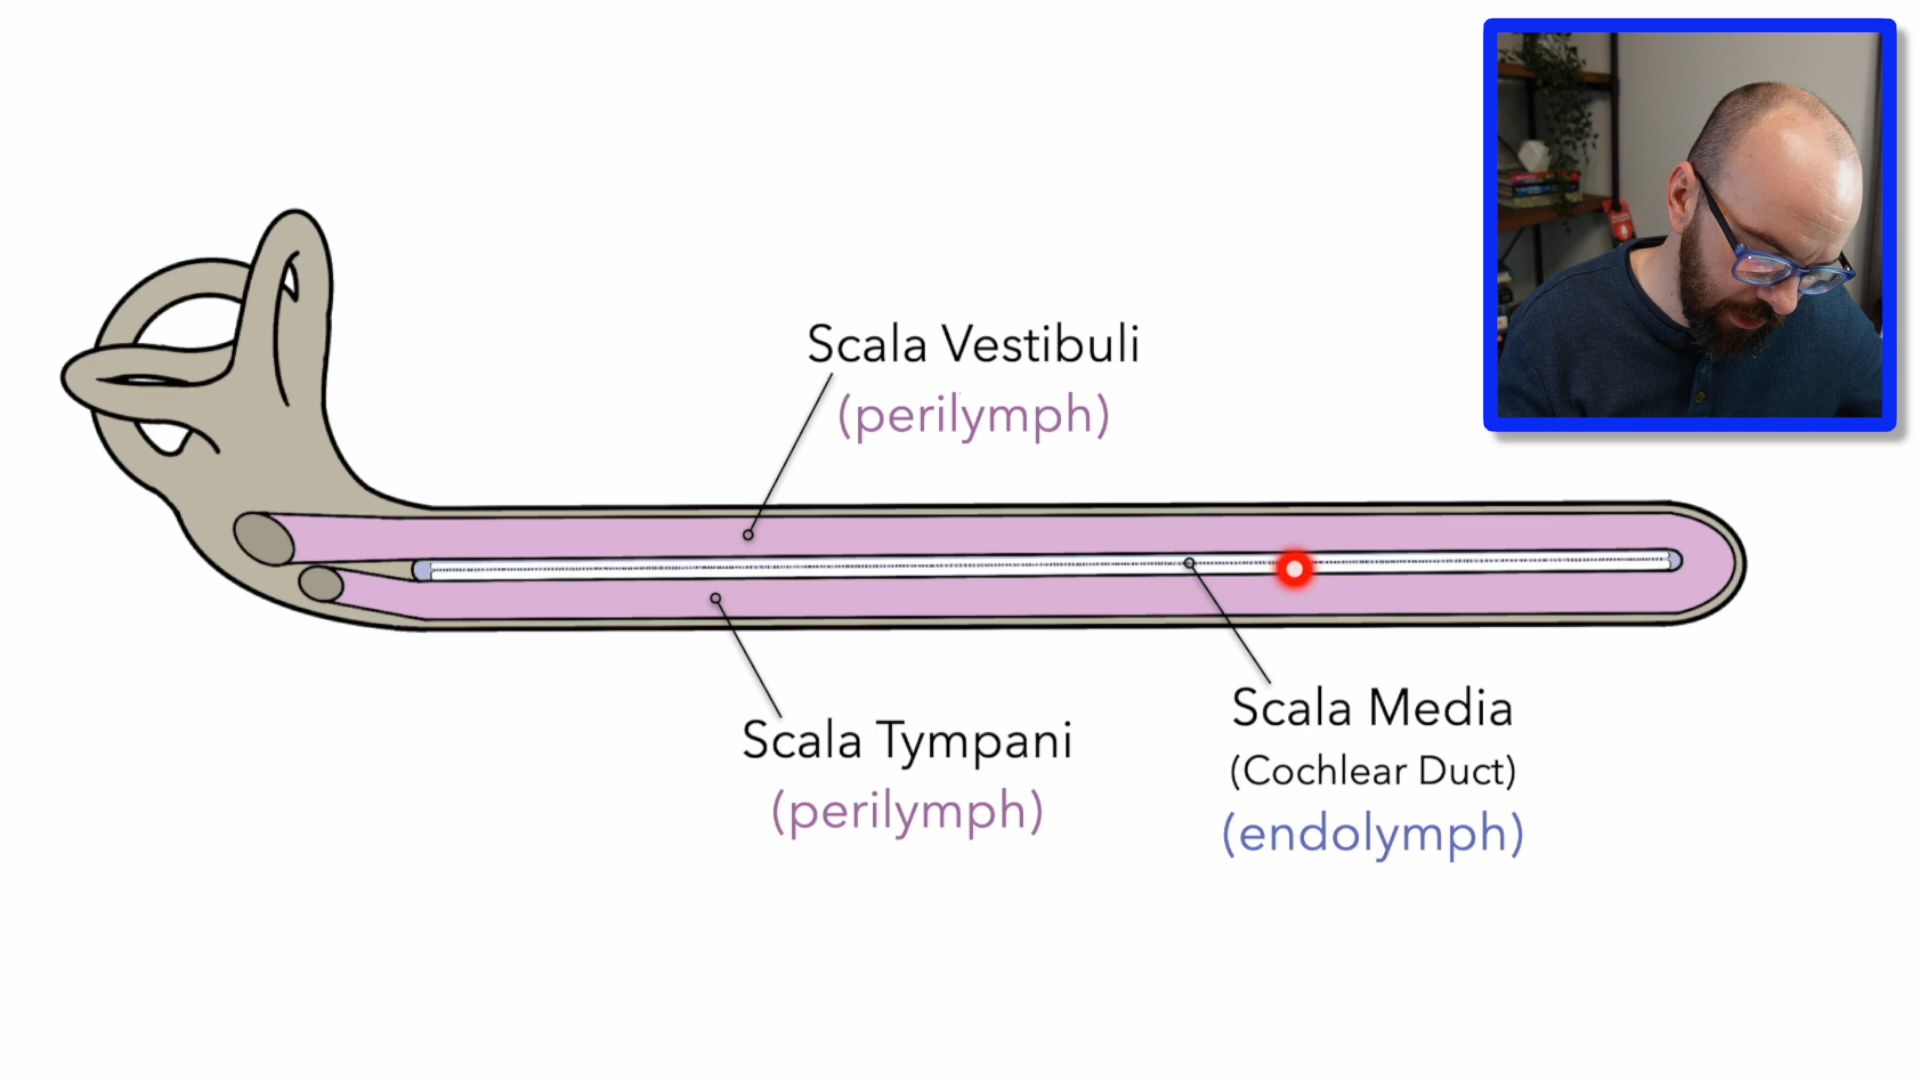 Scala Vestibuli
(perilymph)
Scala Tympani
(perilymph)
Scala Media
(Cochlear Duct)
(endolymph)